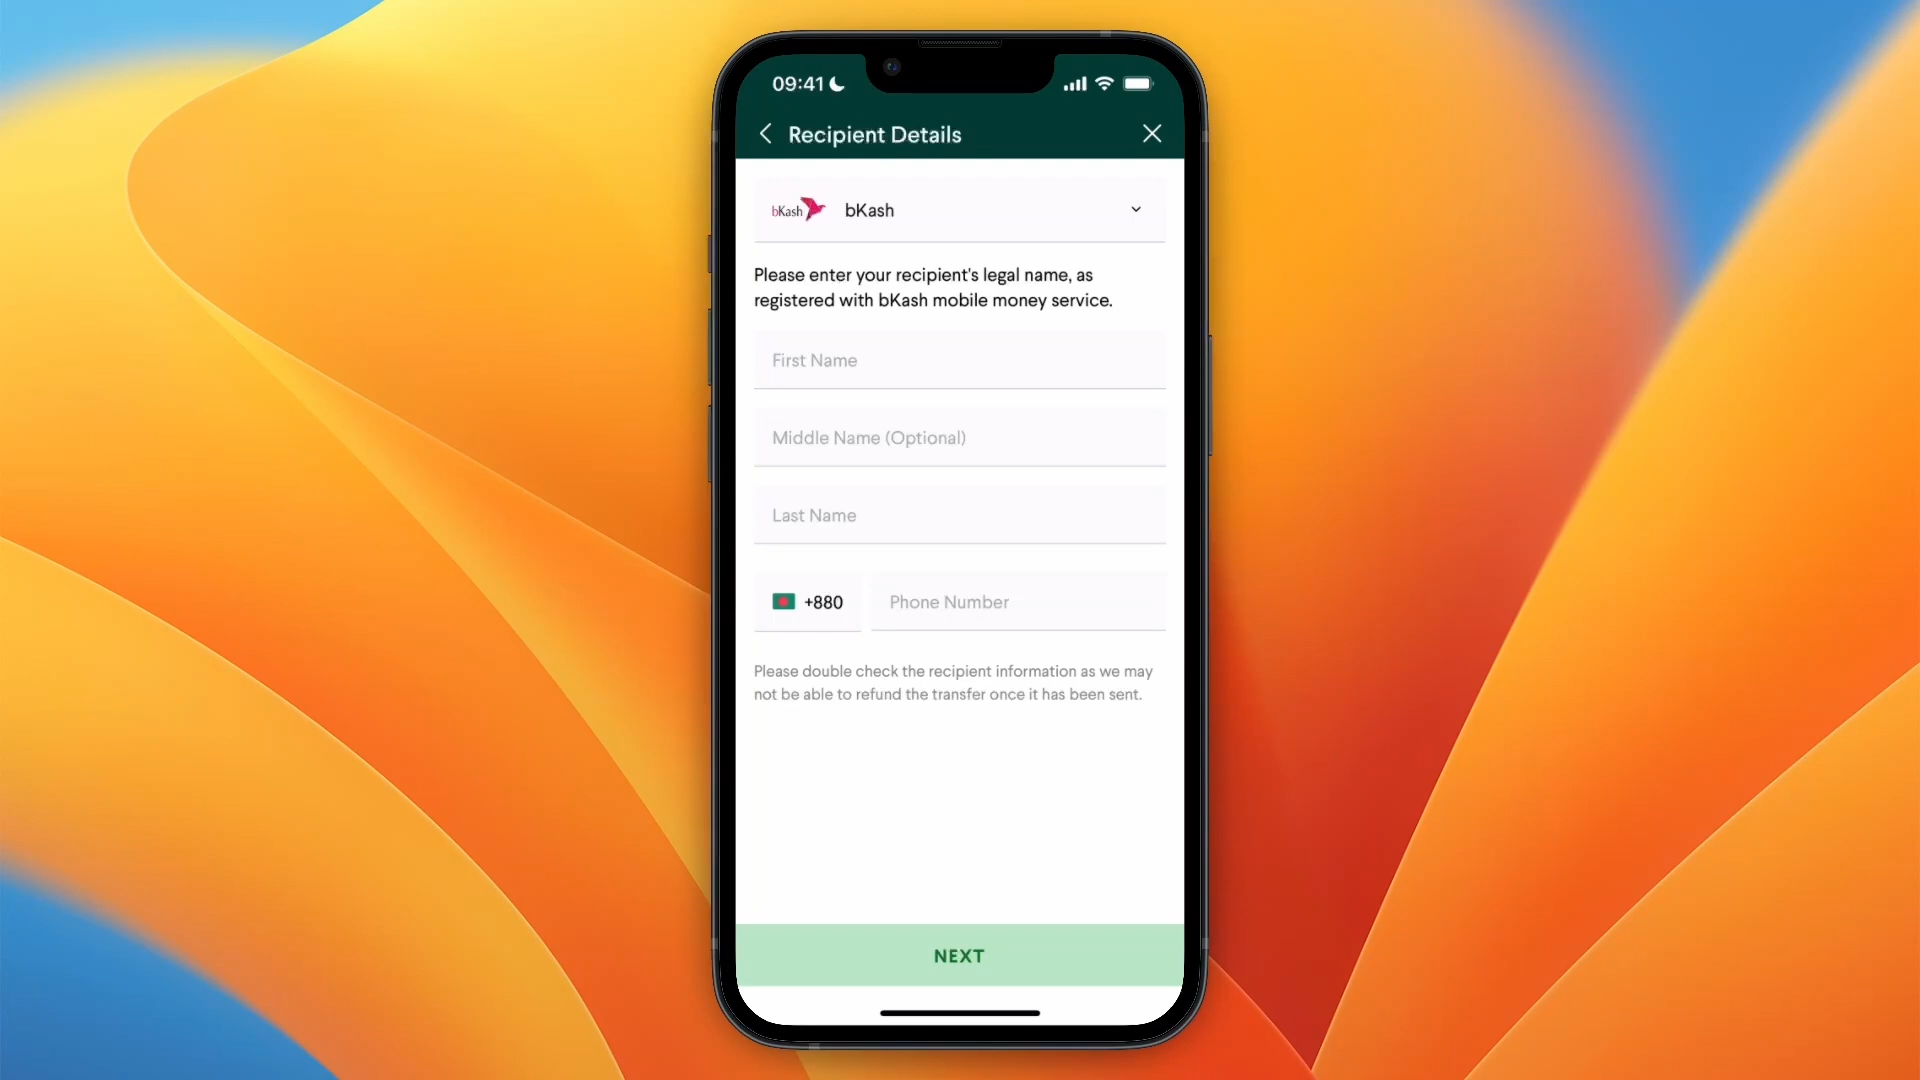 09:41
Recipient Details
bKash bKash
Please enter your recipient's legal name, as
registered with bKash mobile money service.
First Name
Middle Name (Optional)
Last Name
+880 Phone Number
Please double check the recipient information as we may
not be able to refund the transfer once it has been sent.
NEXT